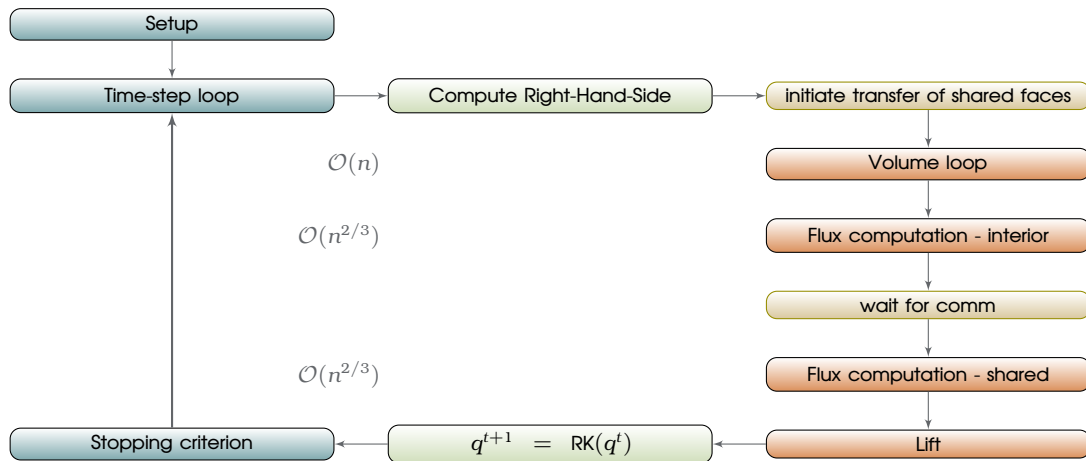 Setup
Time-step loop
Compute Right-Hand-Side
initiate transfer of shared faces
𝒪(n)
Volume loop
𝒪(n^{2/3})
Flux computation - interior
wait for comm
𝒪(n^{2/3})
Flux computation - shared
Stopping criterion
q^{t+1} = RK(q^t)
Lift